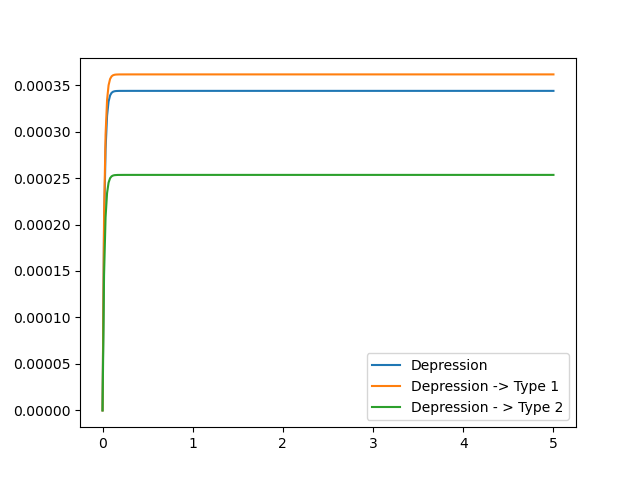 0.00035
0.00030
0.00025
0.00020
0.00015
0.00010
0.00005
0.00000
0 1 2 3 4 5
Depression
Depression -> Type 1
Depression - > Type 2